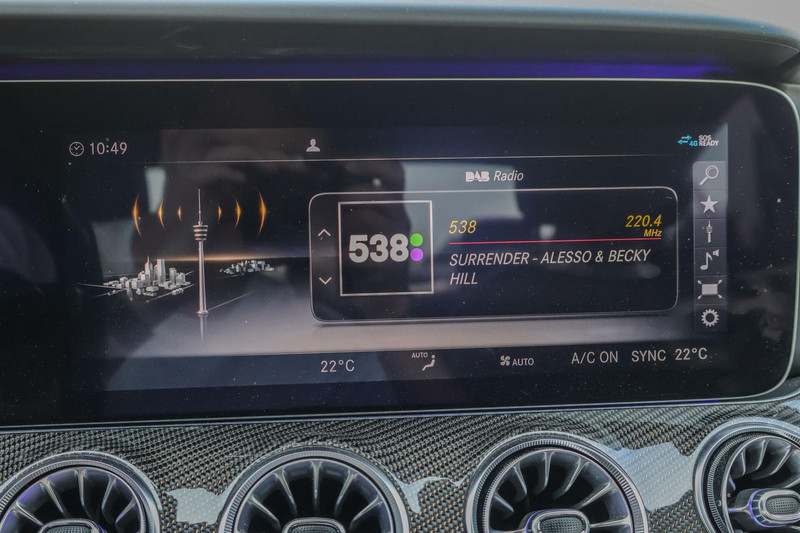 10:49
SOS
4G READY
DAB Radio
538
538
220.4
MHz
SURRENDER - ALESSO & BECKY
HILL
22°C
AUTO
AUTO
A/C ON
SYNC
22°C